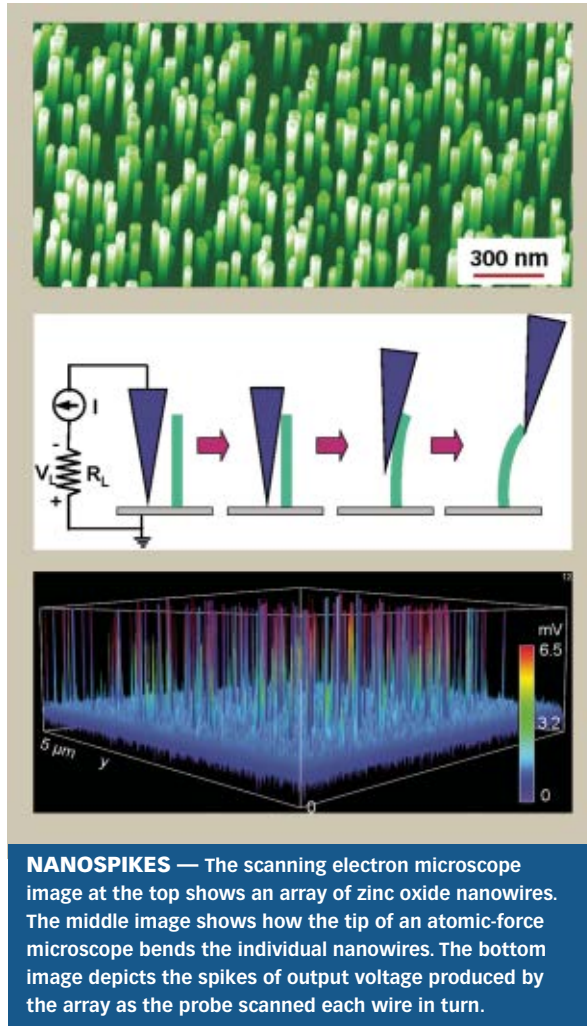 300 nm
I
-
V_L R_L
+
mV
6.5
3.2
0
5 µm y
0
NANOSPIKES — The scanning electron microscope
image at the top shows an array of zinc oxide nanowires.
The middle image shows how the tip of an atomic-force
microscope bends the individual nanowires. The bottom
image depicts the spikes of output voltage produced by
the array as the probe scanned each wire in turn.